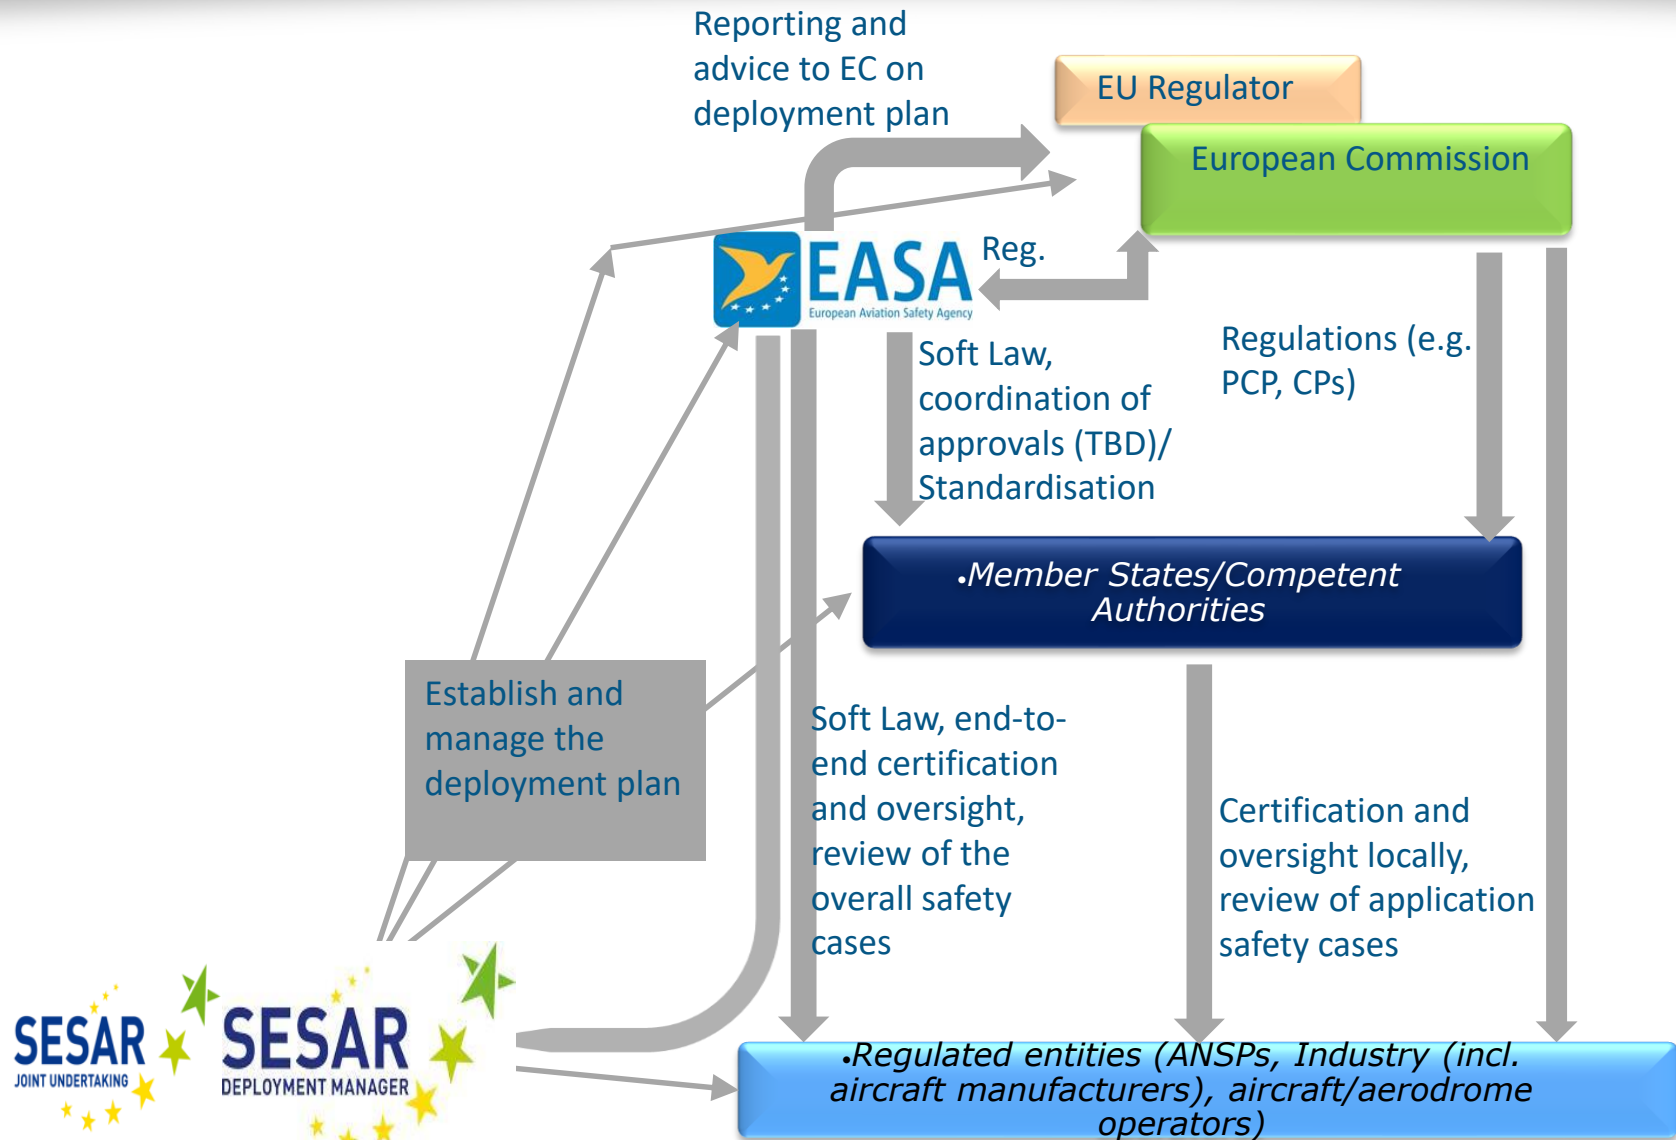 Reporting and
advice to EC on
deployment plan
EU Regulator
European Commission
EASA
European Aviation Safety Agency
Reg.
Soft Law,
coordination of
approvals (TBD)/
Standardisation
Regulations (e.g.
PCP, CPs)
•Member States/Competent
Authorities
Establish and
manage the
deployment plan
Soft Law, end-to-
end certification
and oversight,
review of the
overall safety
cases
Certification and
oversight locally,
review of application
safety cases
SESAR
JOINT UNDERTAKING
SESAR
DEPLOYMENT MANAGER
•Regulated entities (ANSPs, Industry (incl.
aircraft manufacturers), aircraft/aerodrome
operators)